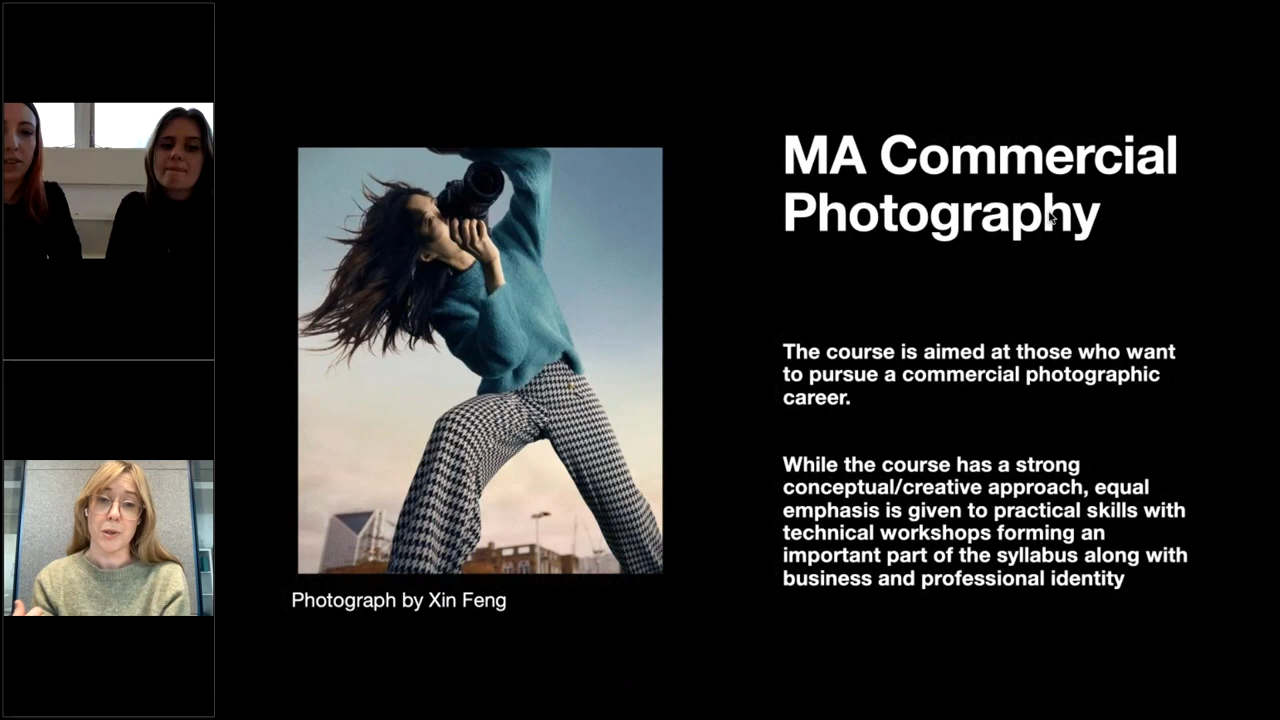 MA Commercial
Photography
The course is aimed at those who want
to pursue a commercial photographic
career.
While the course has a strong
conceptual/creative approach, equal
emphasis is given to practical skills with
technical workshops forming an
important part of the syllabus along with
business and professional identity
Photograph by Xin Feng